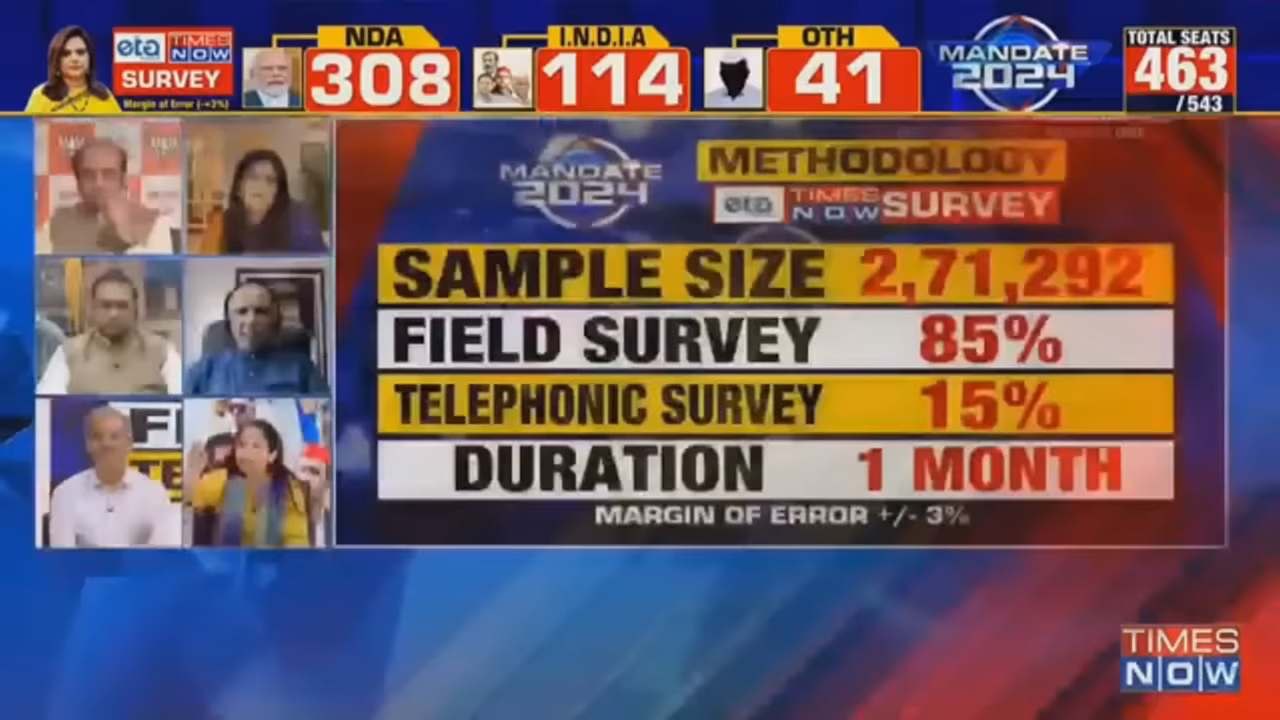 NDA
I.N.D.I.A
OTH
TOTAL SEATS
eta TIMES NOW
SURVEY
Margin of Error (-+3%)
308
114
41
MANDATE
2024
463
/543
MANDATE
2024
METHODOLOGY
eta TIMES NOW SURVEY
SAMPLE SIZE 2,71,292
FIELD SURVEY 85%
TELEPHONIC SURVEY 15%
DURATION 1 MONTH
MARGIN OF ERROR +/- 3%
TIMES
NOW